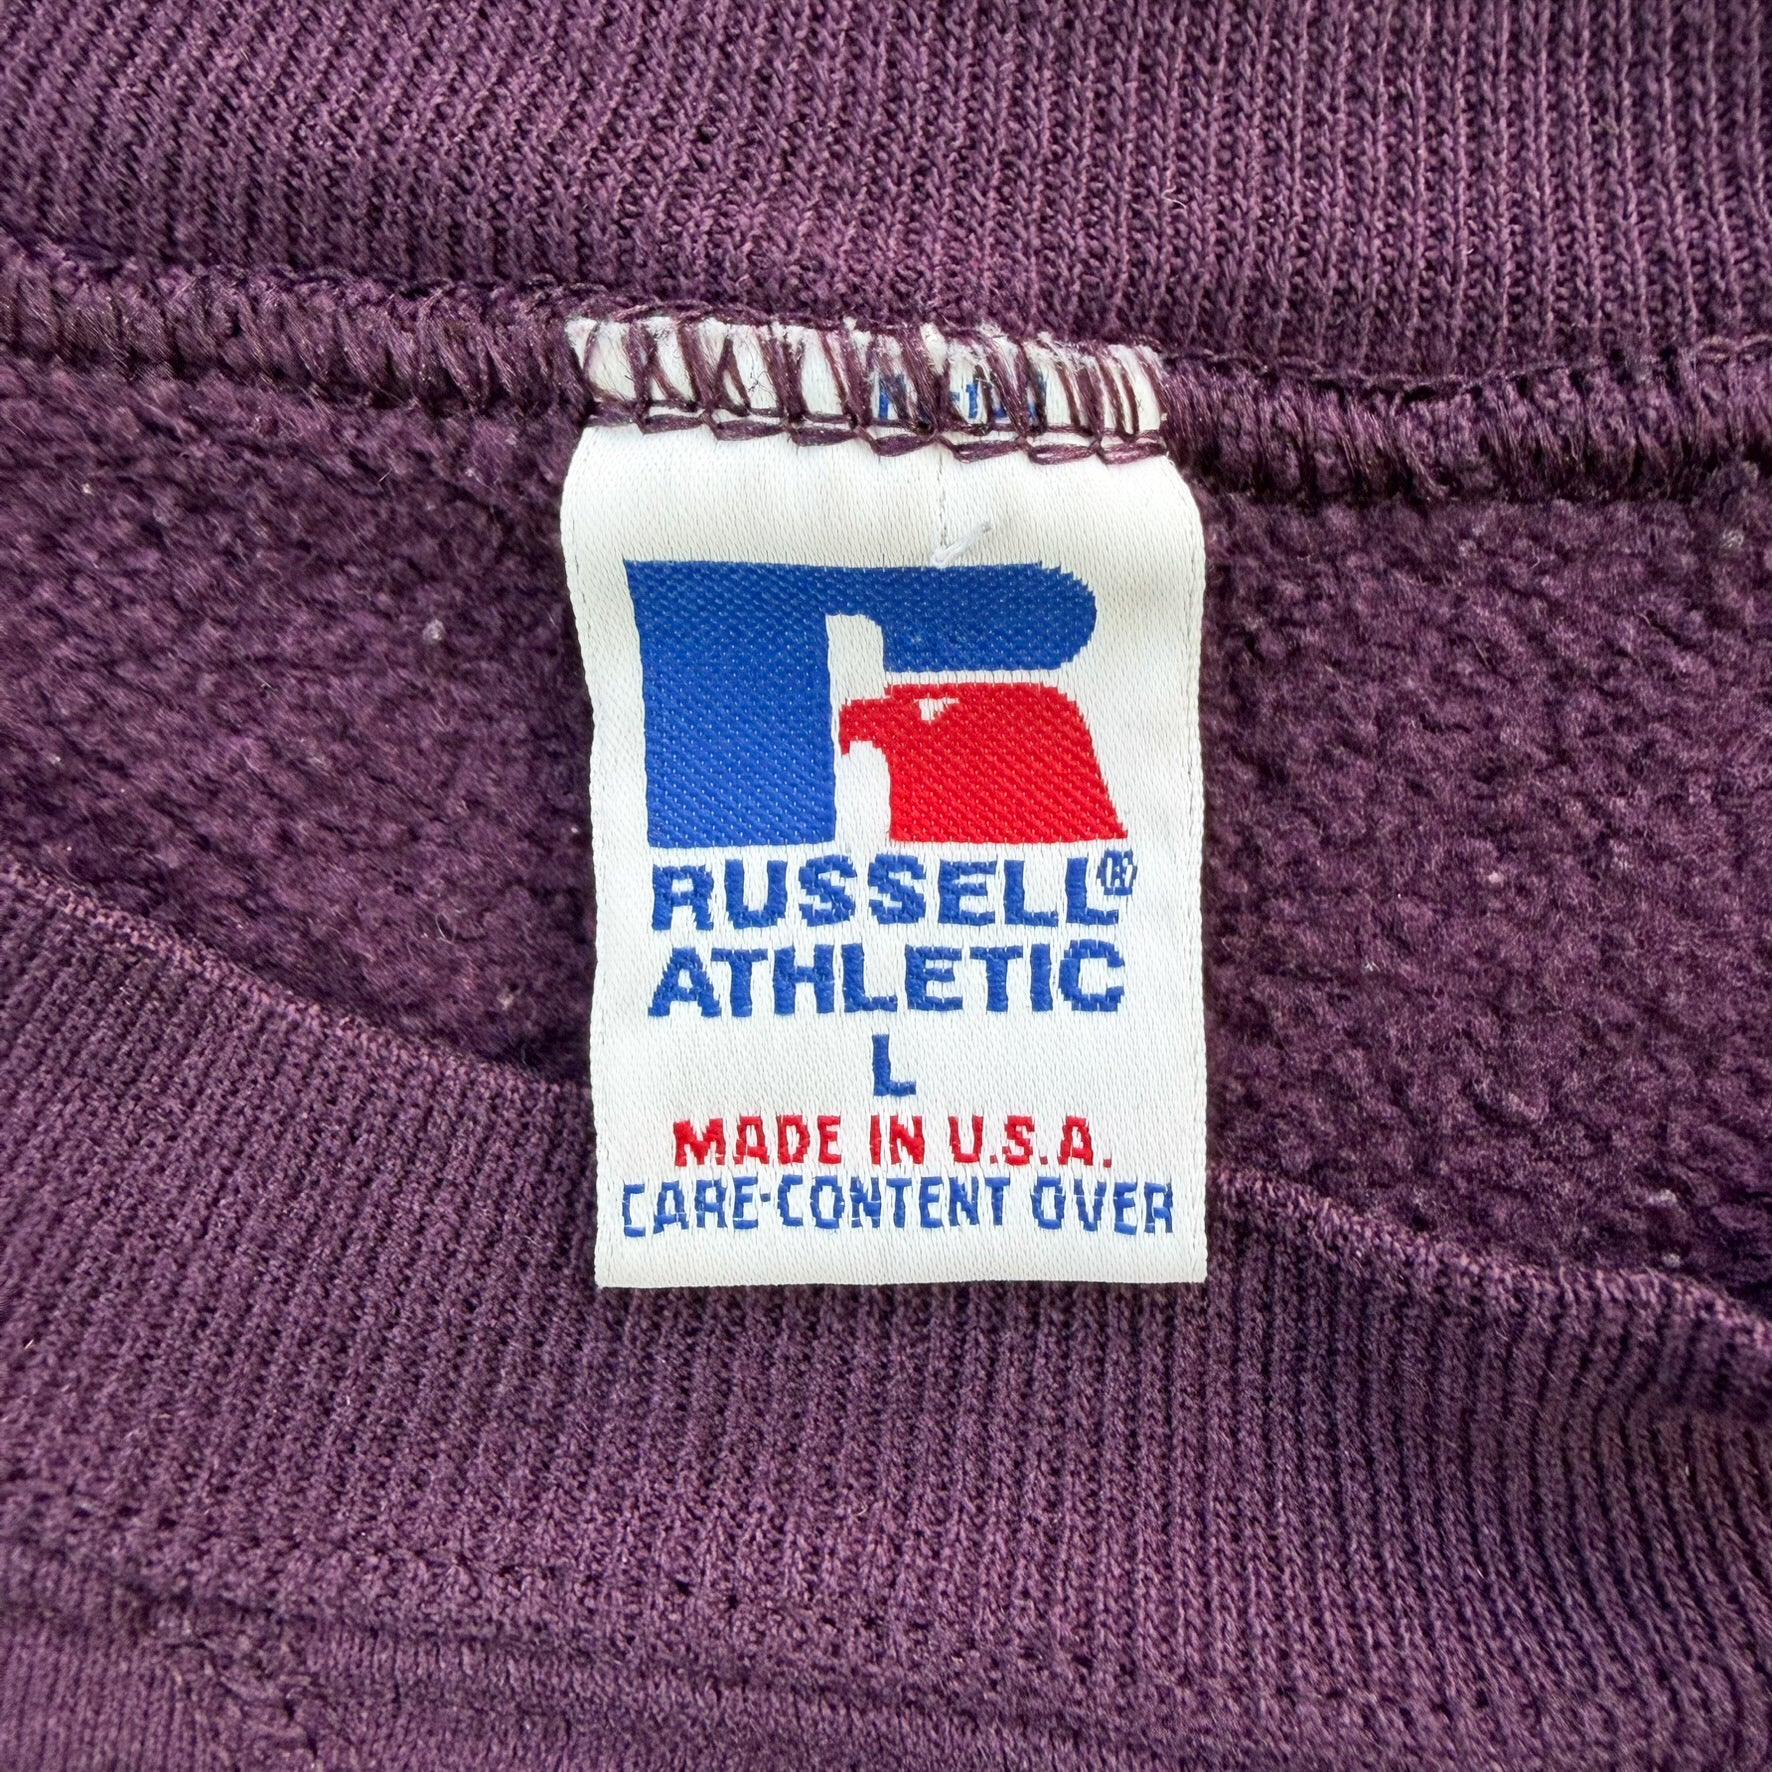 RUSSELL®
ATHLETIC
L
MADE IN U.S.A.
CARE-CONTENT OVER